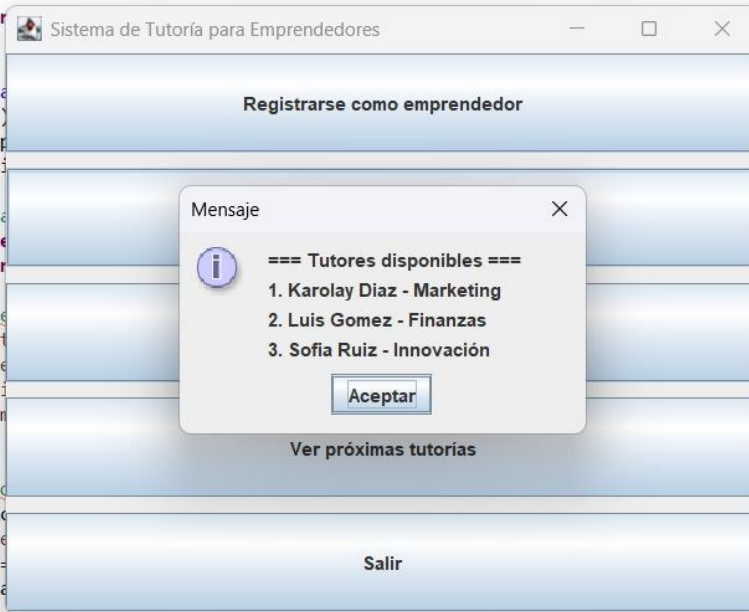 Sistema de Tutoría para Emprendedores
Registrarse como emprendedor
Mensaje
=== Tutores disponibles ===
1. Karolay Diaz - Marketing
2. Luis Gomez - Finanzas
3. Sofia Ruiz - Innovación
Aceptar
Ver próximas tutorías
Salir